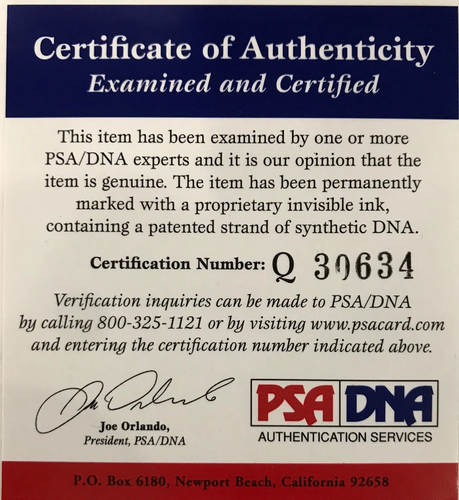 Certificate of Authenticity
Examined and Certified
This item has been examined by one or more
PSA/DNA experts and it is our opinion that the
item is genuine. The item has been permanently
marked with a proprietary invisible ink,
containing a patented strand of synthetic DNA.
Certification Number: Q 30634
Verification inquiries can be made to PSA/DNA
by calling 800-325-1121 or by visiting www.psacard.com
and entering the certification number indicated above.
Joe Orlando,
President, PSA/DNA
PSA DNA
AUTHENTICATION SERVICES
P.O. Box 6180, Newport Beach, California 92658